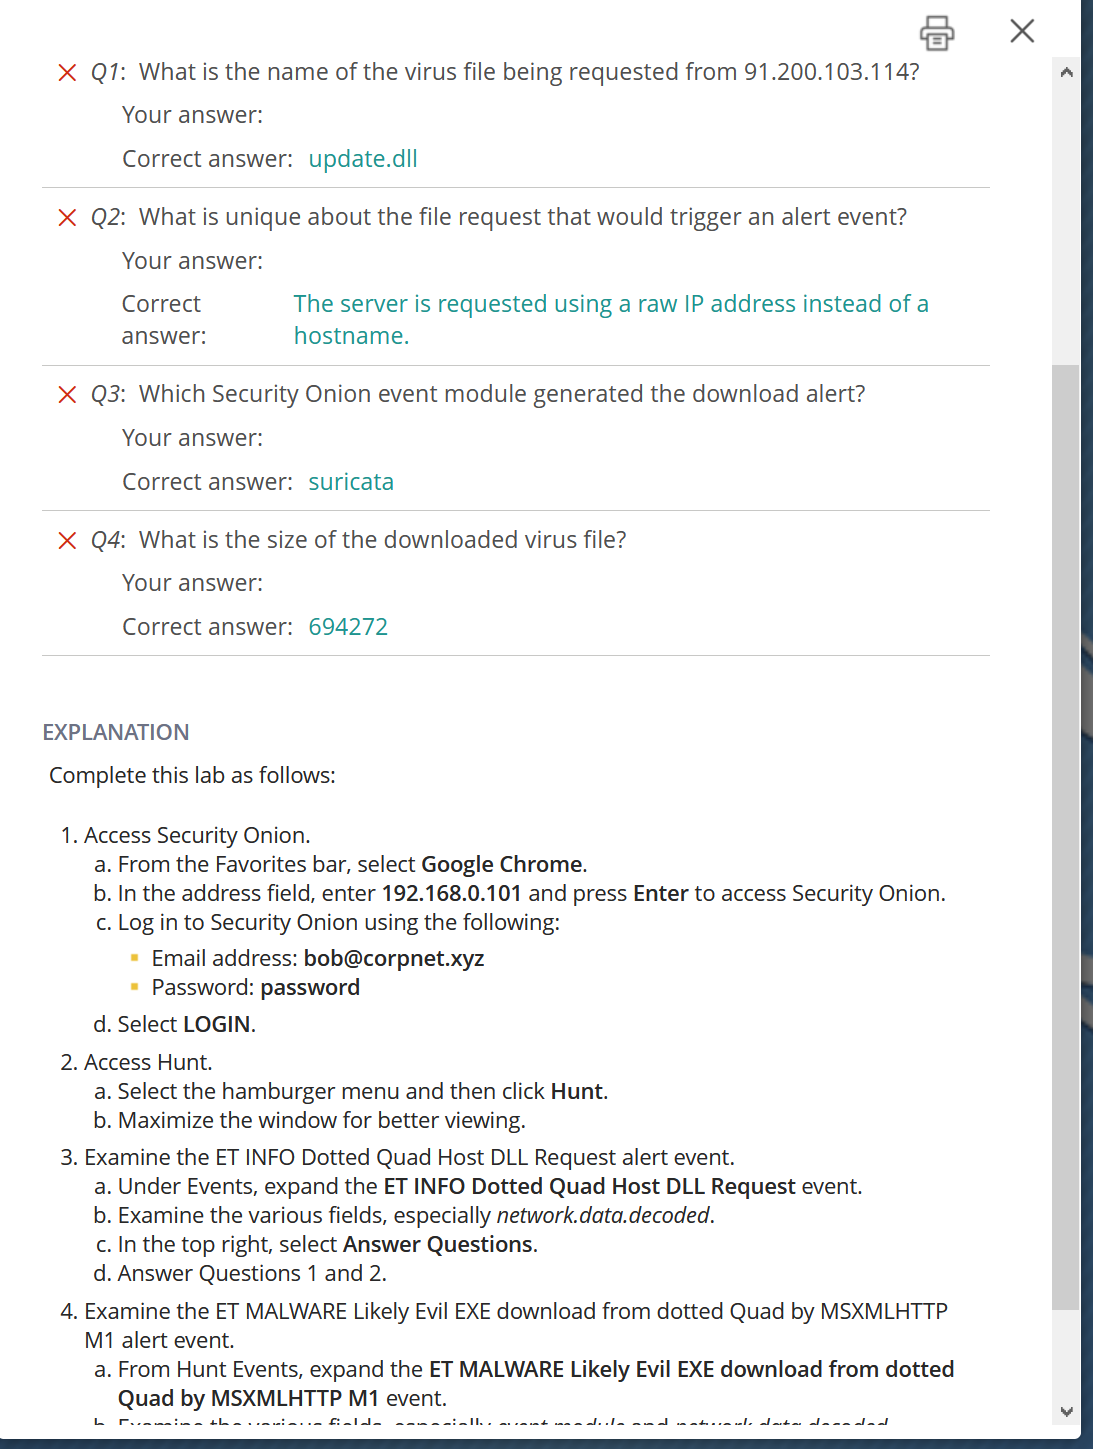 Q1: What is the name of the virus file being requested from 91.200.103.114?
Your answer:
Correct answer: update.dll
Q2: What is unique about the file request that would trigger an alert event?
Your answer:
Correct answer: The server is requested using a raw IP address instead of a hostname.
Q3: Which Security Onion event module generated the download alert?
Your answer:
Correct answer: suricata
Q4: What is the size of the downloaded virus file?
Your answer:
Correct answer: 694272
EXPLANATION
Complete this lab as follows:
1. Access Security Onion.
a. From the Favorites bar, select Google Chrome.
b. In the address field, enter 192.168.0.101 and press Enter to access Security Onion.
c. Log in to Security Onion using the following:
Email address: bob@corpnet.xyz
Password: password
d. Select LOGIN.
2. Access Hunt.
a. Select the hamburger menu and then click Hunt.
b. Maximize the window for better viewing.
3. Examine the ET INFO Dotted Quad Host DLL Request alert event.
a. Under Events, expand the ET INFO Dotted Quad Host DLL Request event.
b. Examine the various fields, especially network.data.decoded.
c. In the top right, select Answer Questions.
d. Answer Questions 1 and 2.
4. Examine the ET MALWARE Likely Evil EXE download from dotted Quad by MSXMLHTTP
M1 alert event.
a. From Hunt Events, expand the ET MALWARE Likely Evil EXE download from dotted
Quad by MSXMLHTTP M1 event.
b. Examine the various fields, especially event.module and network.data.decoded.